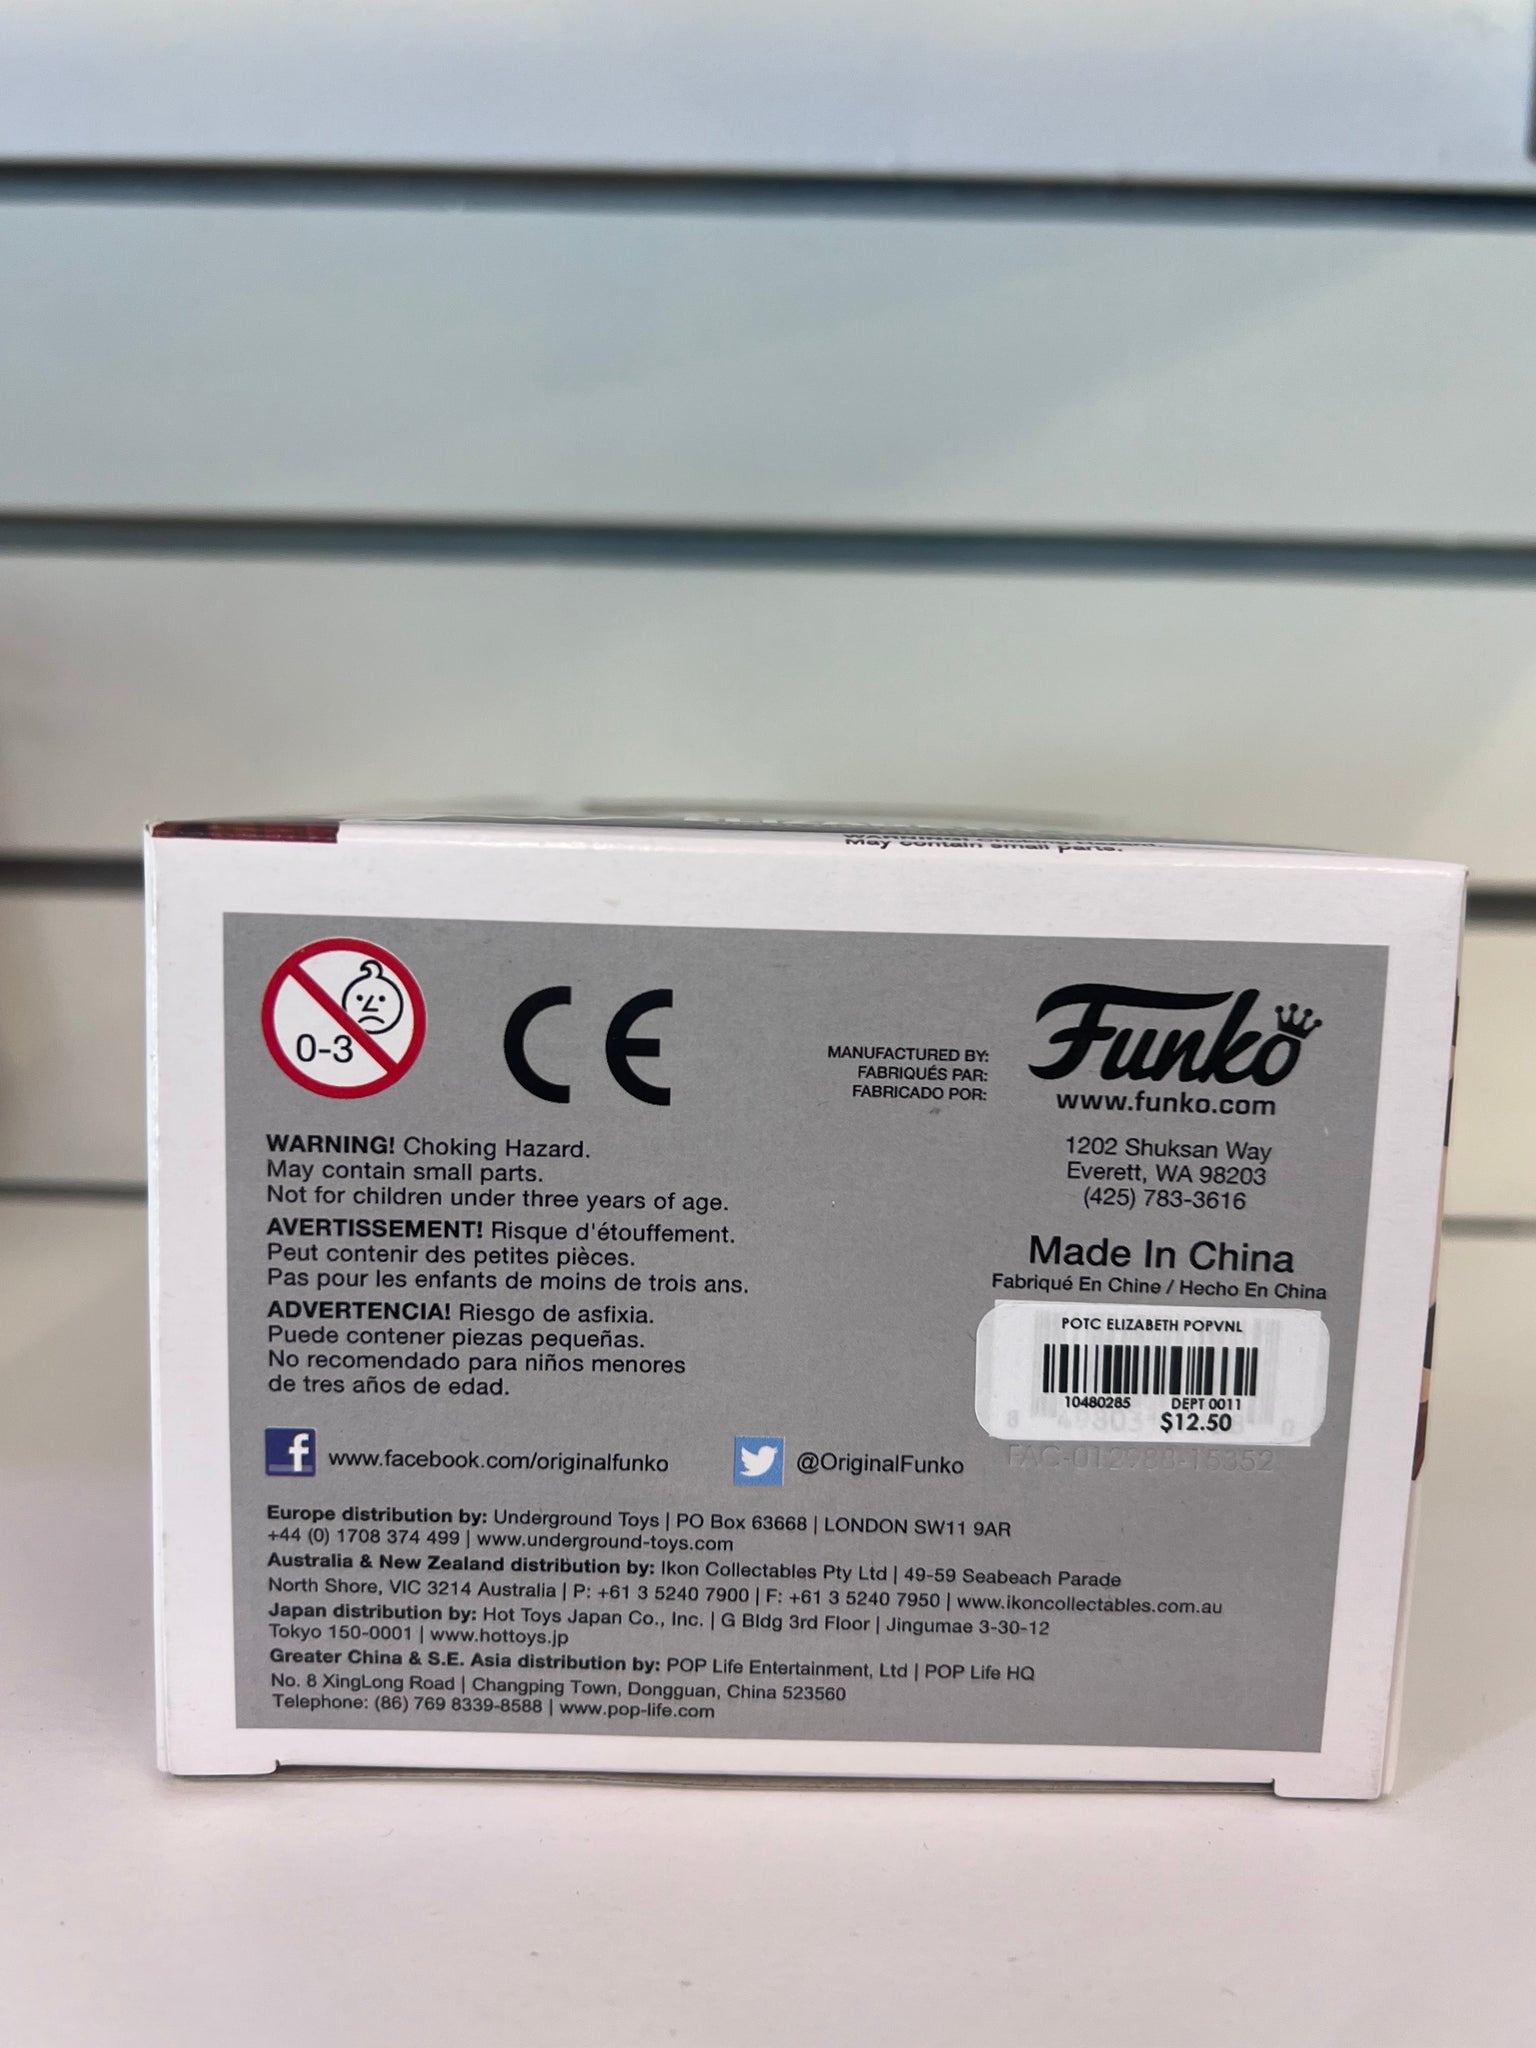 May contain small parts.
0-3
CE
MANUFACTURED BY:
FABRIQUÉS PAR:
FABRICADO POR:
Funko
www.funko.com
1202 Shuksan Way
Everett, WA 98203
(425) 783-3616
Made In China
Fabriqué En Chine / Hecho En China
WARNING! Choking Hazard.
May contain small parts.
Not for children under three years of age.
AVERTISSEMENT! Risque d'étouffement.
Peut contenir des petites pièces.
Pas pour les enfants de moins de trois ans.
ADVERTENCIA! Riesgo de asfixia.
Puede contener piezas pequeñas.
No recomendado para niños menores
de tres años de edad.
POTC ELIZABETH POPVNL
10480285 DEPT 0011
$12.50
FAC-012988-15352
f www.facebook.com/originalfunko @OriginalFunko
Europe distribution by: Underground Toys | PO Box 63668 | LONDON SW11 9AR
+44 (0) 1708 374 499 | www.underground-toys.com
Australia & New Zealand distribution by: Ikon Collectables Pty Ltd | 49-59 Seabeach Parade
North Shore, VIC 3214 Australia | P: +61 3 5240 7900 | F: +61 3 5240 7950 | www.ikoncollectables.com.au
Japan distribution by: Hot Toys Japan Co., Inc. | G Bldg 3rd Floor | Jingumae 3-30-12
Tokyo 150-0001 | www.hottoys.jp
Greater China & S.E. Asia distribution by: POP Life Entertainment, Ltd | POP Life HQ
No. 8 XingLong Road | Changping Town, Dongguan, China 523560
Telephone: (86) 769 8339-8588 | www.pop-life.com